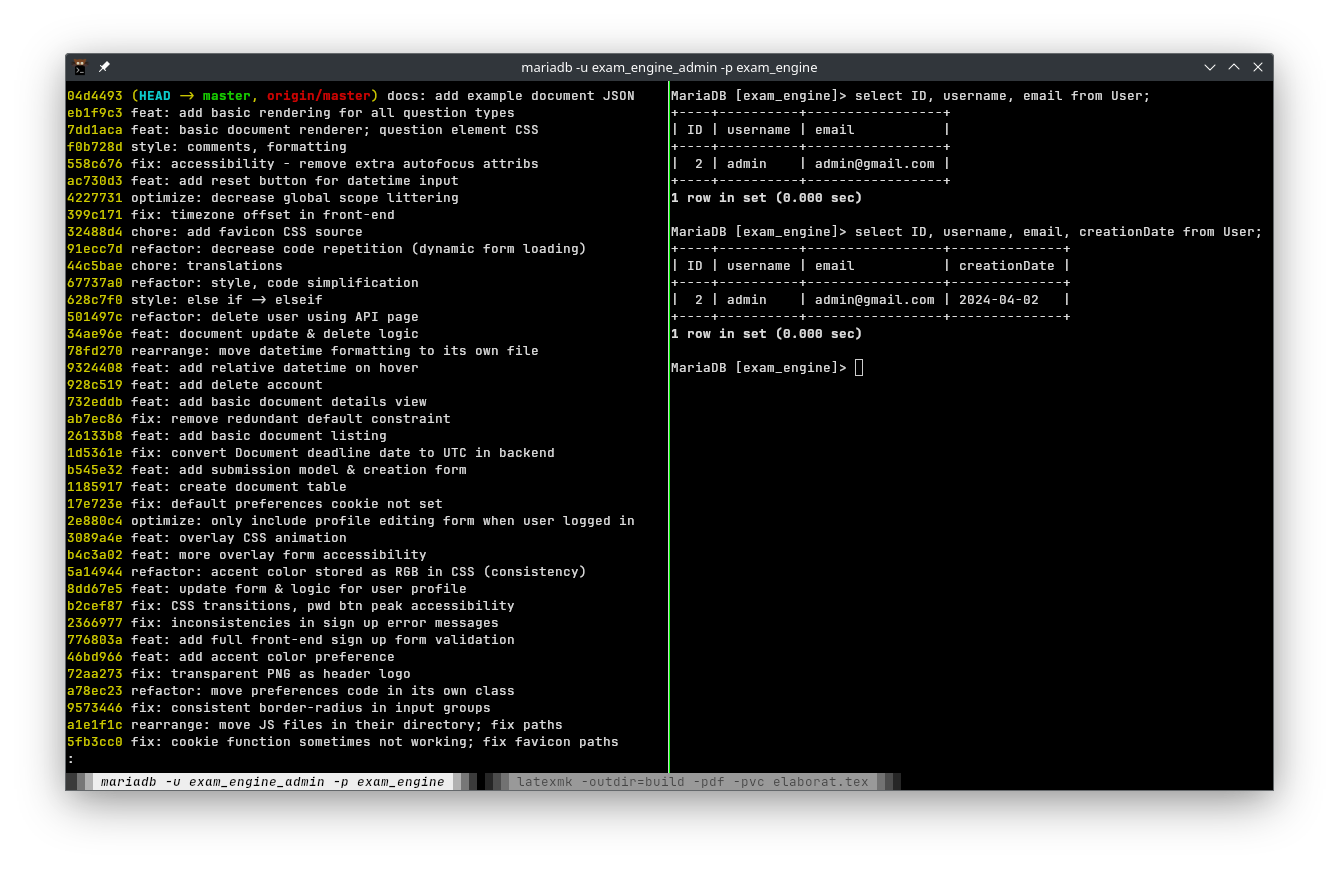 mariadb -u exam_engine_admin -p exam_engine
04d4493 (HEAD -> master, origin/master) docs: add example document JSON
eb1f9c3 feat: add basic rendering for all question types
7dd1aca feat: basic document renderer; question element CSS
f0b728d style: comments, formatting
558c676 fix: accessibility - remove extra autofocus attribs
ac730d3 feat: add reset button for datetime input
4227731 optimize: decrease global scope littering
399c171 fix: timezone offset in front-end
32488d4 chore: add favicon CSS source
91ecc7d refactor: decrease code repetition (dynamic form loading)
44c5bae chore: translations
67737a0 refactor: style, code simplification
628c7f0 style: else if -> elseif
501497c refactor: delete user using API page
34ae96e feat: document update & delete logic
78fd270 rearrange: move datetime formatting to its own file
9324408 feat: add relative datetime on hover
928c519 feat: add delete account
732eddb feat: add basic document details view
ab7ec86 fix: remove redundant default constraint
26133b8 feat: add basic document listing
1d5361e fix: convert Document deadline date to UTC in backend
b545e32 feat: add submission model & creation form
1185917 feat: create document table
17e723e fix: default preferences cookie not set
2e880c4 optimize: only include profile editing form when user logged in
3089a4e feat: overlay CSS animation
b4c3a02 feat: more overlay form accessibility
5a14944 refactor: accent color stored as RGB in CSS (consistency)
8dd67e5 feat: update form & logic for user profile
b2cef87 fix: CSS transitions, pwd btn peak accessibility
2366977 fix: inconsistencies in sign up error messages
776803a feat: add full front-end sign up form validation
46bd966 feat: add accent color preference
72aa273 fix: transparent PNG as header logo
a78ec23 refactor: move preferences code in its own class
9573446 fix: consistent border-radius in input groups
a1e1f1c rearrange: move JS files in their directory; fix paths
5fb3cc0 fix: cookie function sometimes not working; fix favicon paths
:
MariaDB [exam_engine]> select ID, username, email from User;
+----+----------+-----------------+
| ID | username | email           |
+----+----------+-----------------+
|  2 | admin    | admin@gmail.com |
+----+----------+-----------------+
1 row in set (0.000 sec)
MariaDB [exam_engine]> select ID, username, email, creationDate from User;
+----+----------+-----------------+--------------+
| ID | username | email           | creationDate |
+----+----------+-----------------+--------------+
|  2 | admin    | admin@gmail.com | 2024-04-02   |
+----+----------+-----------------+--------------+
1 row in set (0.000 sec)
MariaDB [exam_engine]>
mariadb -u exam_engine_admin -p exam_engine
latexmk -outdir=build -pdf -pvc elaborat.tex